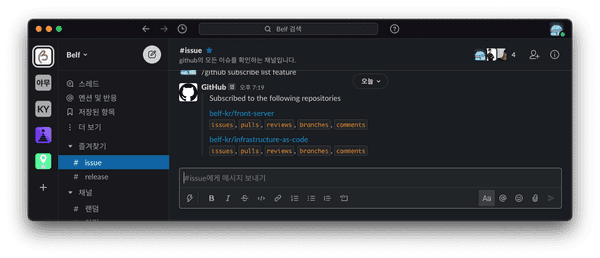 Belf 검색
Belf
#issue
github의 모든 이슈를 확인하는 채널입니다.
4
야무
KY
스레드
멘션 및 반응
저장된 항목
더 보기
즐겨찾기
# issue
# release
채널
# 랜덤
/github subscribe list feature
오늘
GitHub 앱 오후 7:19
Subscribed to the following repositories
belf-kr/front-server
issues, pulls, reviews, branches, comments
belf-kr/infrastructure-as-code
issues, pulls, reviews, branches, comments
#issue에게 메시지 보내기
B I S
Aa